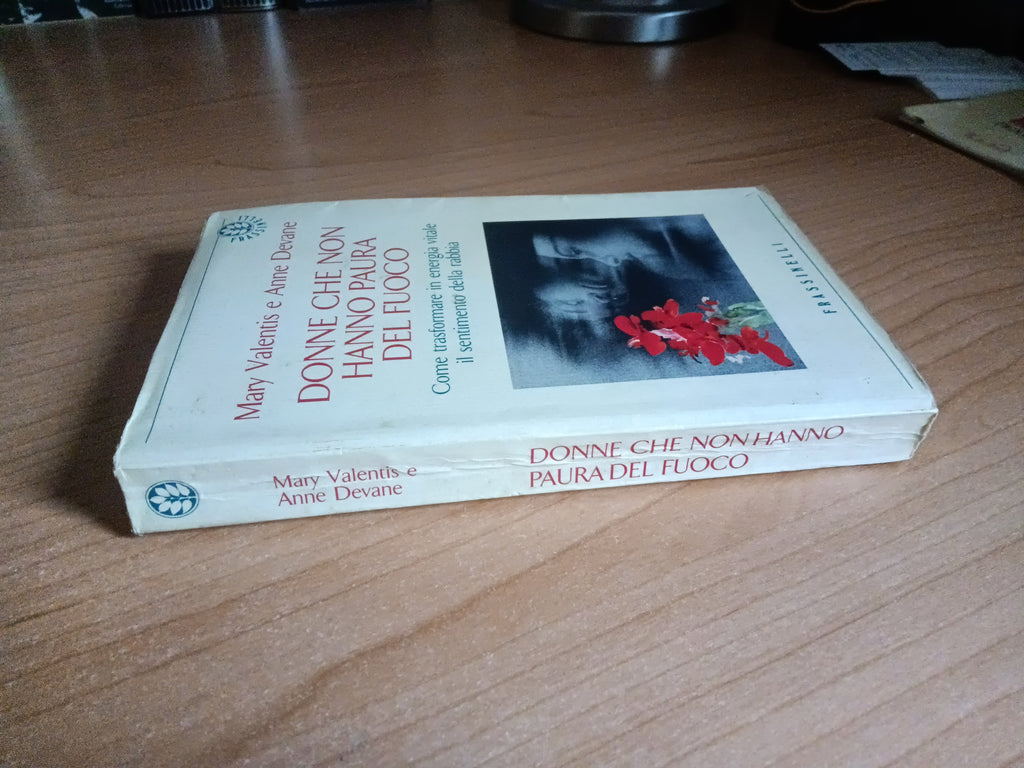 Mary Valentis e Anne Devane
DONNE CHE NON
HANNO PAURA
DEL FUOCO
Come trasformare in energia vitale
il sentimento della rabbia
FRASSINELLI
Mary Valentis e
Anne Devane
DONNE CHE NON HANNO
PAURA DEL FUOCO